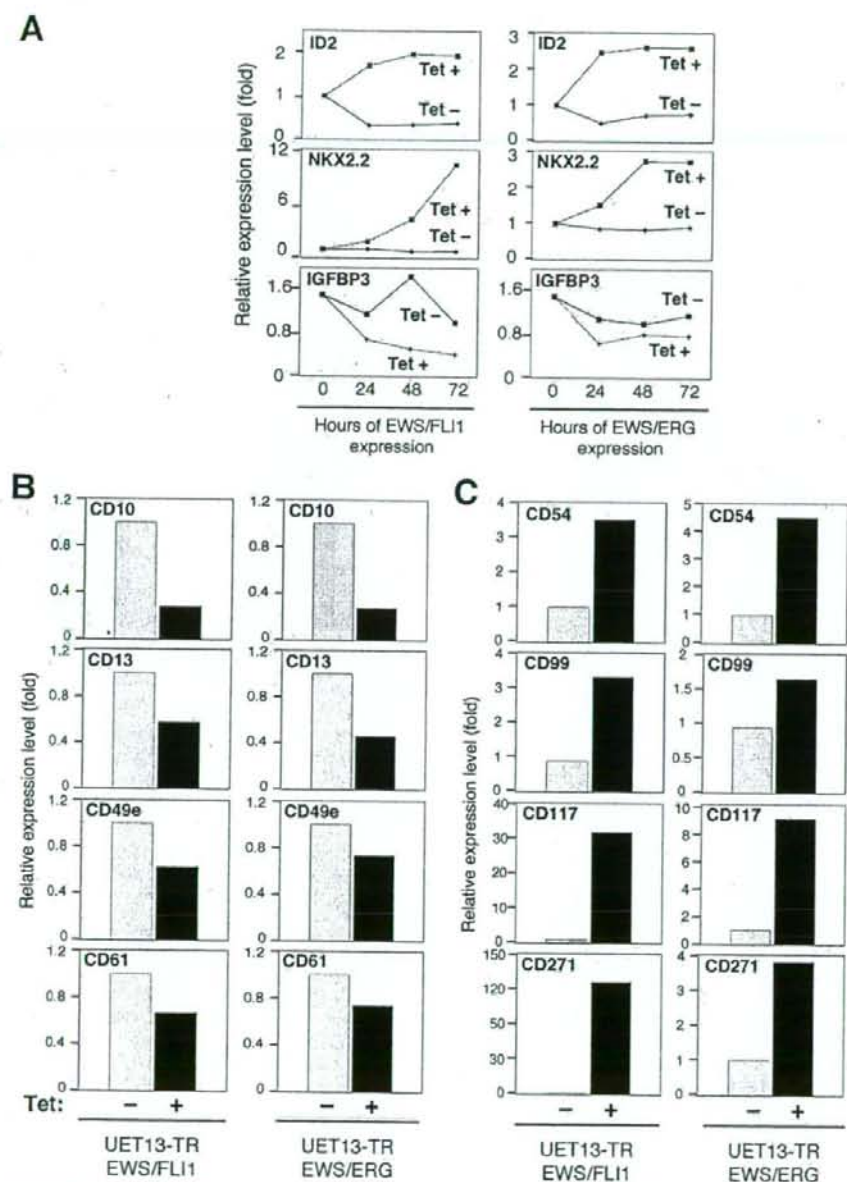 A
Relative expression level (fold)
ID2
2
1
0
Tet +
Tet −
ID2
3
2
1
0
Tet +
Tet −
NKX2.2
12
6
0
Tet +
Tet −
NKX2.2
3
2
1
0
Tet +
Tet −
IGFBP3
1.6
0.8
0
Tet −
Tet +
IGFBP3
1.6
0.8
0
Tet −
Tet +
0 24 48 72
0 24 48 72
Hours of EWS/FLI1
expression
Hours of EWS/ERG
expression
B
Relative expression level (fold)
CD10
1.2
0.8
0.4
0
CD10
1.2
0.8
0.4
0
CD13
1.2
0.8
0.4
0
CD13
1.2
0.8
0.4
0
CD49e
1.2
0.8
0.4
0
CD49e
1.2
0.8
0.4
0
CD61
1.2
0.8
0.4
0
CD61
1.2
0.8
0.4
0
Tet: − + − +
UET13-TR
EWS/FLI1
UET13-TR
EWS/ERG
C
Relative expression level (fold)
CD54
4
3
2
1
0
CD54
5
4
3
2
1
0
CD99
4
3
2
1
0
CD99
2
1.5
1
0.5
0
CD117
40
30
20
10
0
CD117
10
8
6
4
2
0
CD271
150
120
50
30
0
CD271
4
3
2
1
0
− + − +
UET13-TR
EWS/FLI1
UET13-TR
EWS/ERG